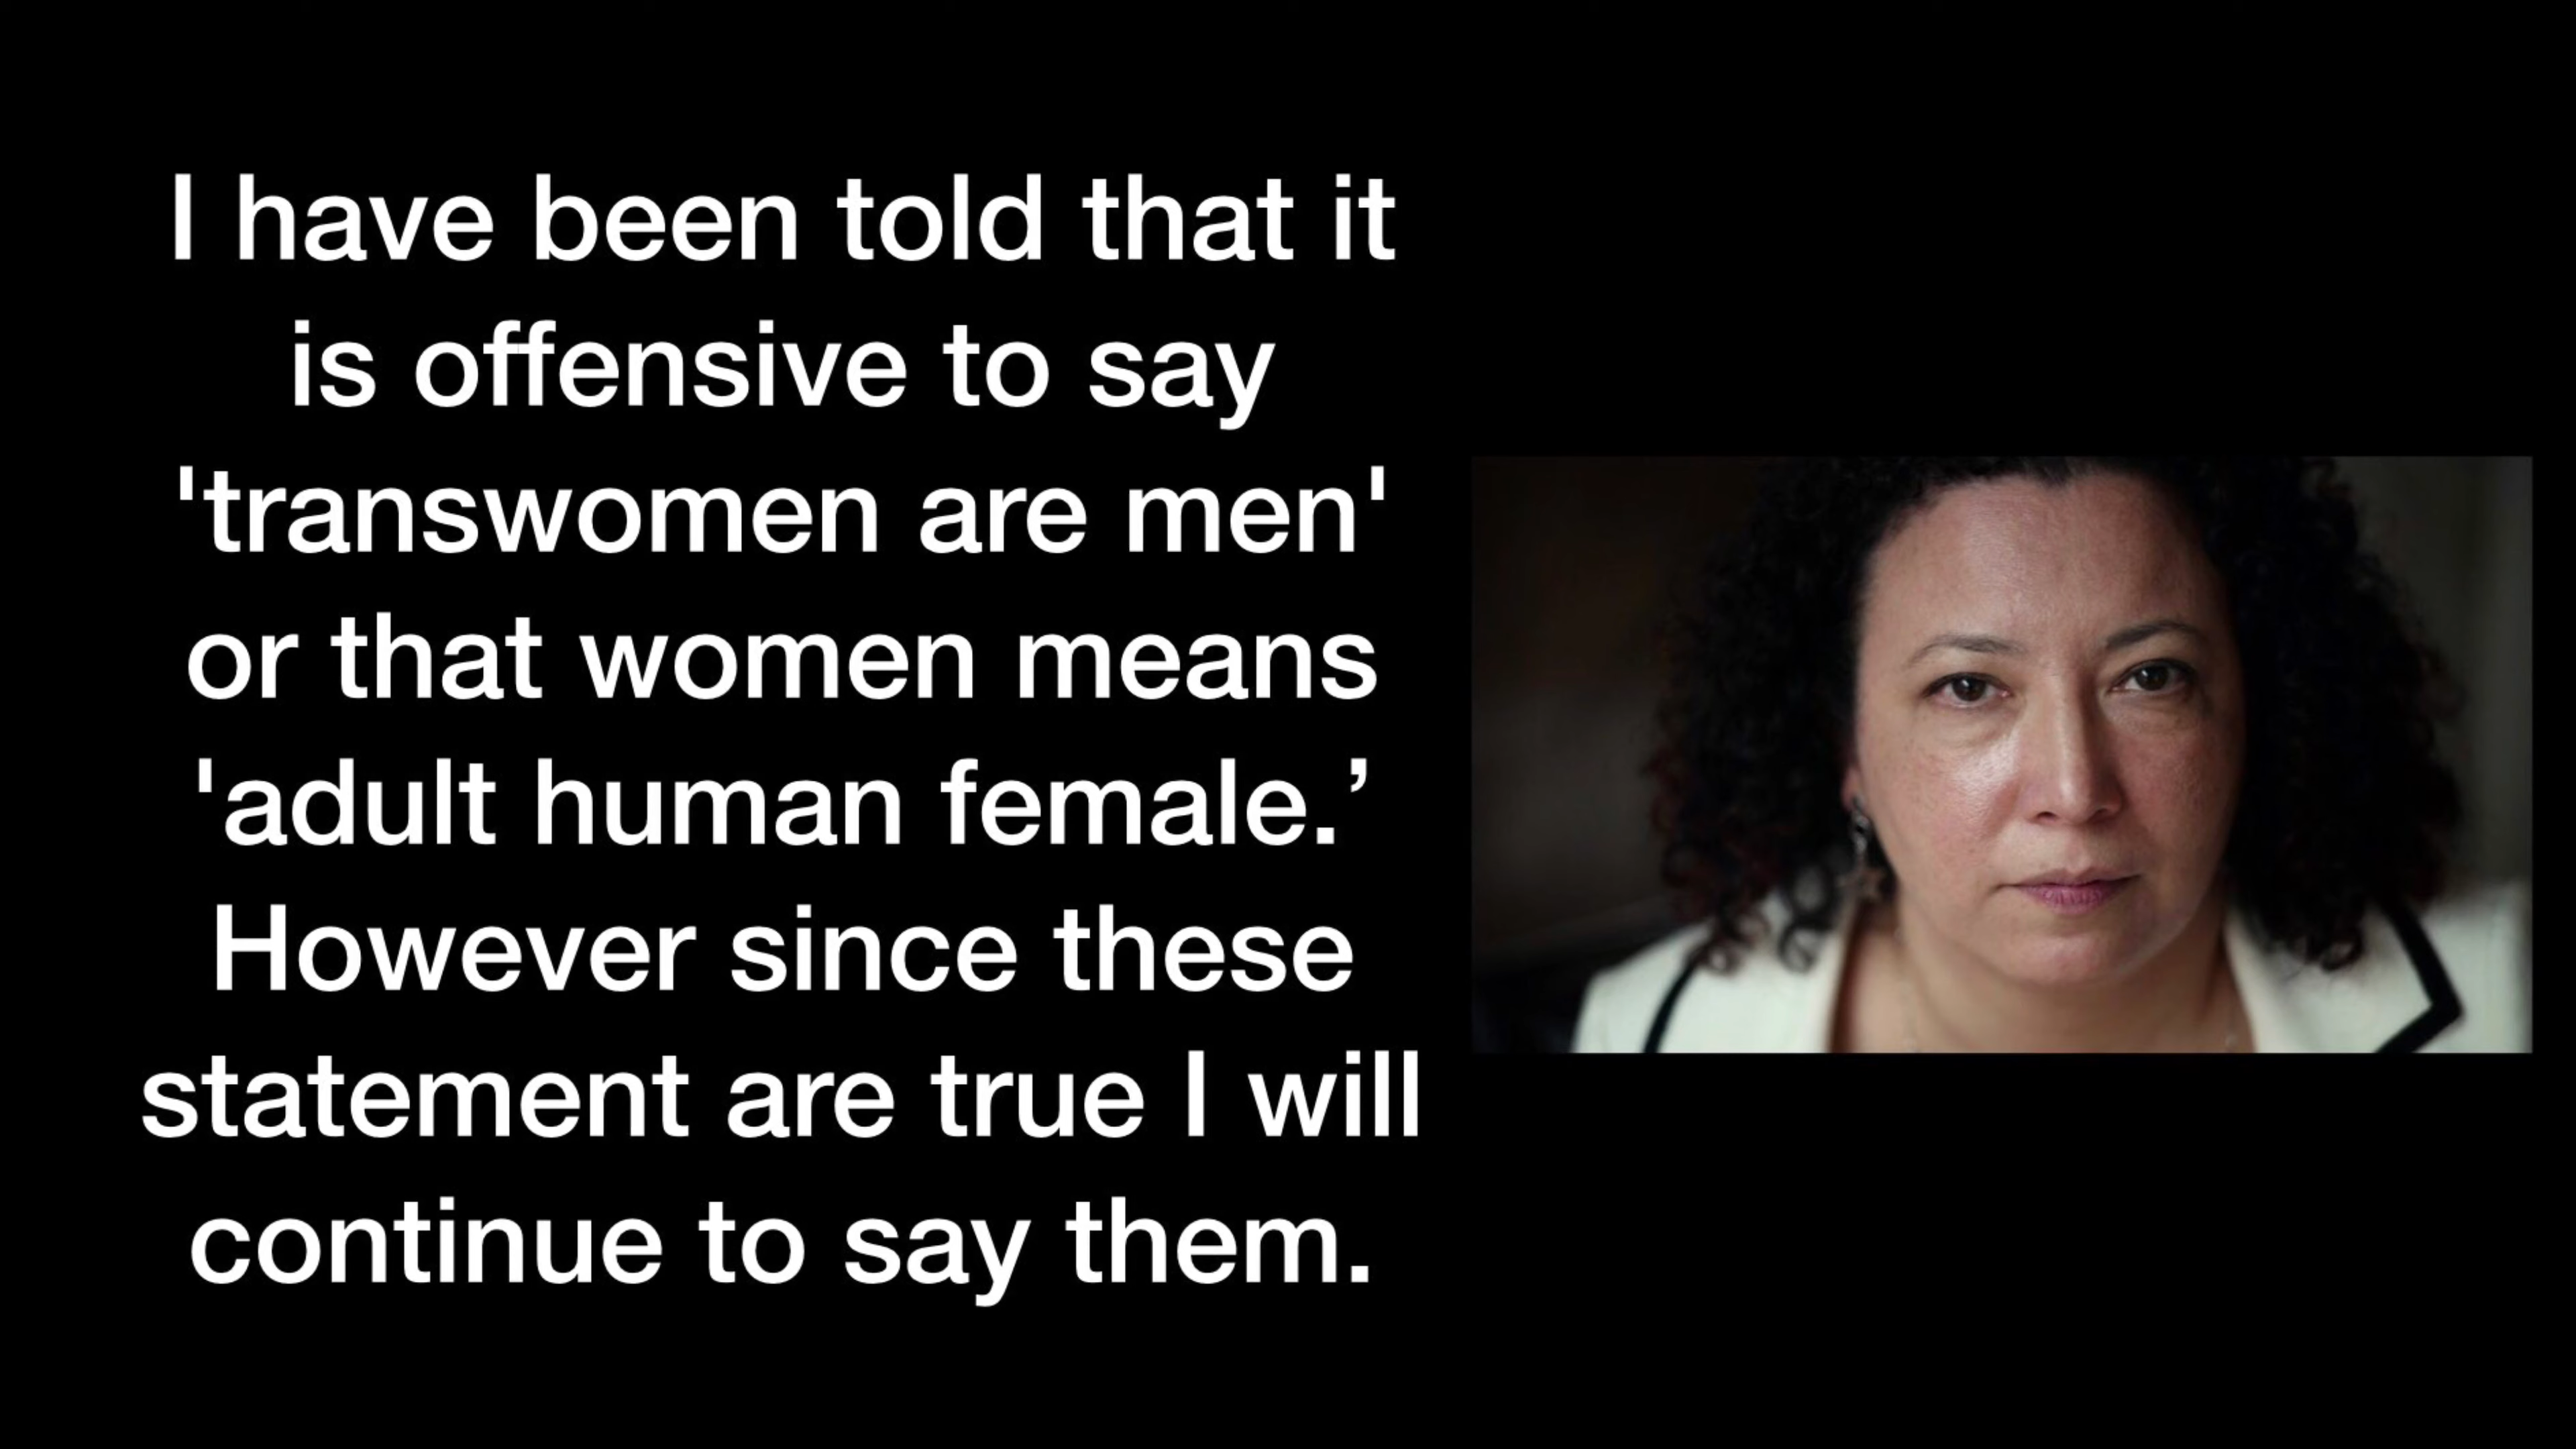 I have been told that it
is offensive to say
'transwomen are men'
or that women means
'adult human female.’
However since these
statement are true I will
continue to say them.